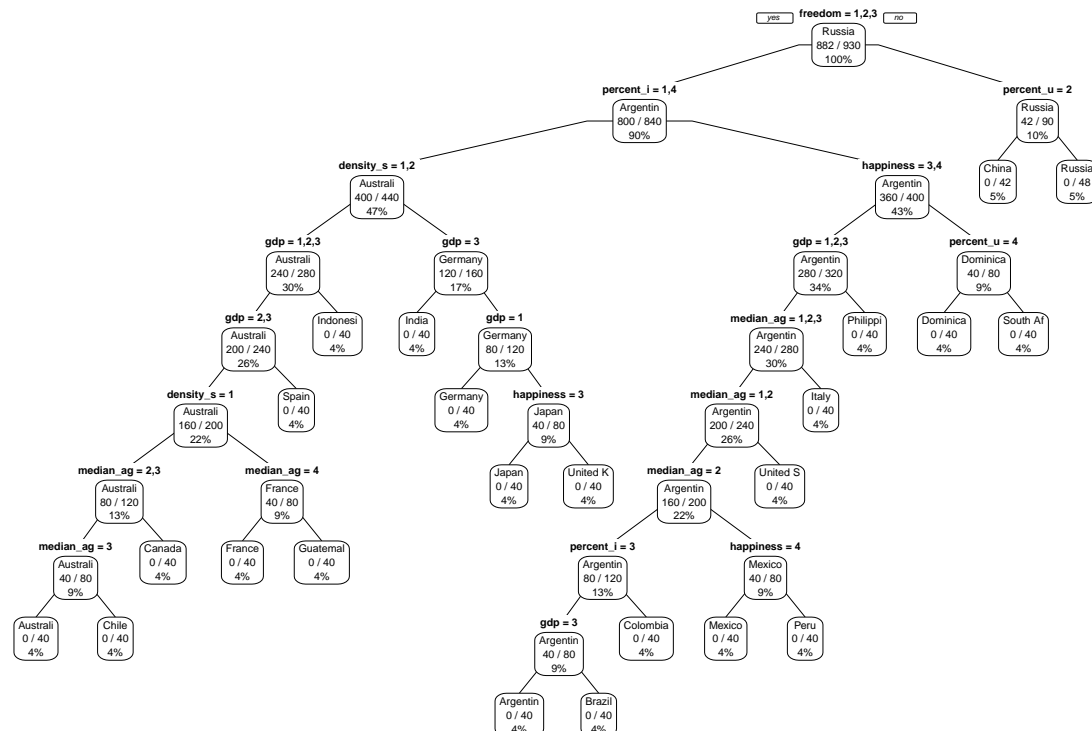 yes freedom = 1,2,3 no
Russia
882 / 930
100%
percent_i = 1,4
Argentin
800 / 840
90%
percent_u = 2
Russia
42 / 90
10%
density_s = 1,2
Australi
400 / 440
47%
happiness = 3,4
Argentin
360 / 400
43%
China
0 / 42
5%
Russia
0 / 48
5%
gdp = 1,2,3
Australi
240 / 280
30%
gdp = 3
Germany
120 / 160
17%
gdp = 1,2,3
Argentin
280 / 320
34%
percent_u = 4
Dominica
40 / 80
9%
gdp = 2,3
Australi
200 / 240
26%
Indonesi
0 / 40
4%
India
0 / 40
4%
gdp = 1
Germany
80 / 120
13%
median_ag = 1,2,3
Argentin
240 / 280
30%
Philippi
0 / 40
4%
Dominica
0 / 40
4%
South Af
0 / 40
4%
density_s = 1
Australi
160 / 200
22%
Spain
0 / 40
4%
Germany
0 / 40
4%
happiness = 3
Japan
40 / 80
9%
median_ag = 1,2
Argentin
200 / 240
26%
Italy
0 / 40
4%
median_ag = 2,3
Australi
80 / 120
13%
median_ag = 4
France
40 / 80
9%
Japan
0 / 40
4%
United K
0 / 40
4%
median_ag = 2
Argentin
160 / 200
22%
United S
0 / 40
4%
median_ag = 3
Australi
40 / 80
9%
Canada
0 / 40
4%
France
0 / 40
4%
Guatemal
0 / 40
4%
percent_i = 3
Argentin
80 / 120
13%
happiness = 4
Mexico
40 / 80
9%
Australi
0 / 40
4%
Chile
0 / 40
4%
gdp = 3
Argentin
40 / 80
9%
Colombia
0 / 40
4%
Mexico
0 / 40
4%
Peru
0 / 40
4%
Argentin
0 / 40
4%
Brazil
0 / 40
4%